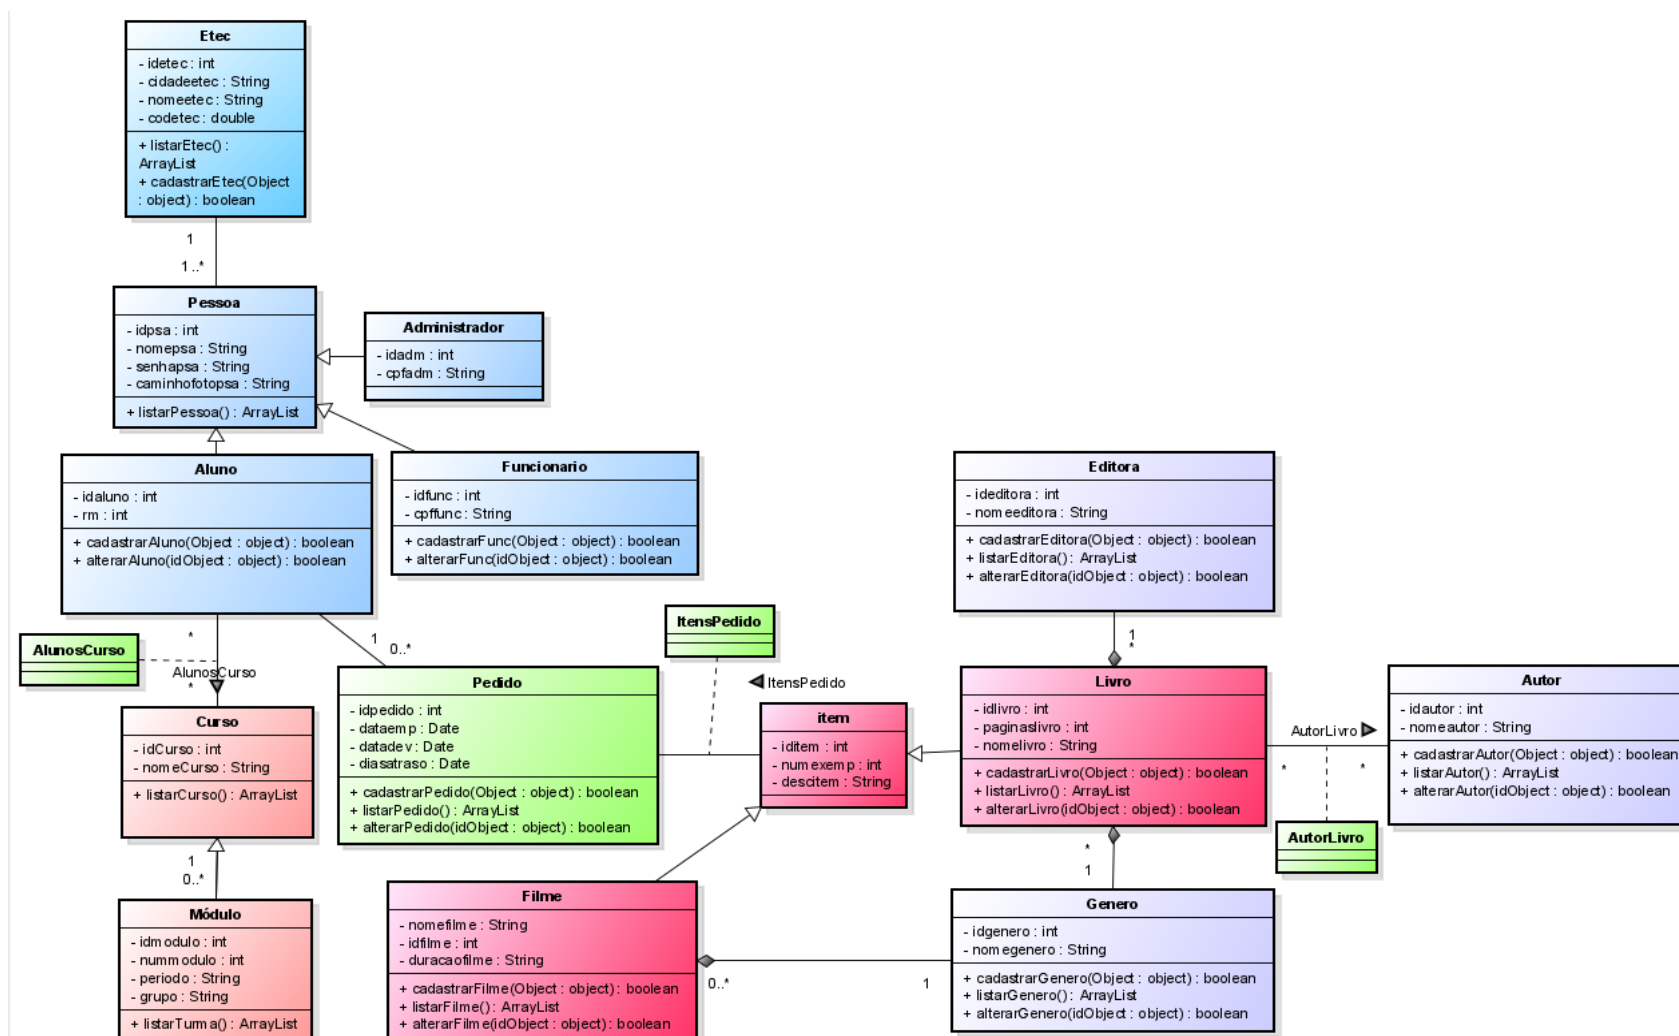 Etec
- idetec : int
- cidadeetec : String
- nomeetec : String
- codetec : double
+ listarEtec() :
ArrayList
+ cadastrarEtec(Object
: object) : boolean
1
1..*
Pessoa
- idpsa : int
- nomepsa : String
- senhapsa : String
- caminhofotopsa : String
+ listarPessoa() : ArrayList
Administrador
- idadm : int
- cpfadm : String
Aluno
- idaluno : int
- rm : int
+ cadastrarAluno(Object : object) : boolean
+ alterarAluno(idObject : object) : boolean
Funcionario
- idfunc : int
- cpffunc : String
+ cadastrarFunc(Object : object) : boolean
+ alterarFunc(idObject : object) : boolean
Editora
- ideditora : int
- nomeeditora : String
+ cadastrarEditora(Object : object) : boolean
+ listarEditora() : ArrayList
+ alterarEditora(idObject : object) : boolean
AlunosCurso
*
AlunosCurso
*
1
0..*
ItensPedido
ItensPedido
1
*
Curso
- idCurso : int
- nomeCurso : String
+ listarCurso() : ArrayList
Pedido
- idpedido : int
- dataemp : Date
- datadev : Date
- diasatraso : Date
+ cadastrarPedido(Object : object) : boolean
+ listarPedido() : ArrayList
+ alterarPedido(idObject : object) : boolean
item
- iditem : int
- numexemp : int
- descitem : String
Livro
- idlivro : int
- paginaslivro : int
- nomelivro : String
+ cadastrarLivro(Object : object) : boolean
+ listarLivro() : ArrayList
+ alterarLivro(idObject : object) : boolean
AutorLivro
*
*
Autor
- idautor : int
- nomeautor : String
+ cadastrarAutor(Object : object) : boolean
+ listarAutor() : ArrayList
+ alterarAutor(idObject : object) : boolean
AutorLivro
1
0..*
*
1
Módulo
- idmodulo : int
- nummodulo : int
- periodo : String
- grupo : String
+ listarTurma() : ArrayList
Filme
- nomefilme : String
- idfilme : int
- duracaofilme : String
+ cadastrarFilme(Object : object) : boolean
+ listarFilme() : ArrayList
+ alterarFilme(idObject : object) : boolean
0..*
1
Genero
- idgenero : int
- nomegenero : String
+ cadastrarGenero(Object : object) : boolean
+ listarGenero() : ArrayList
+ alterarGenero(idObject : object) : boolean